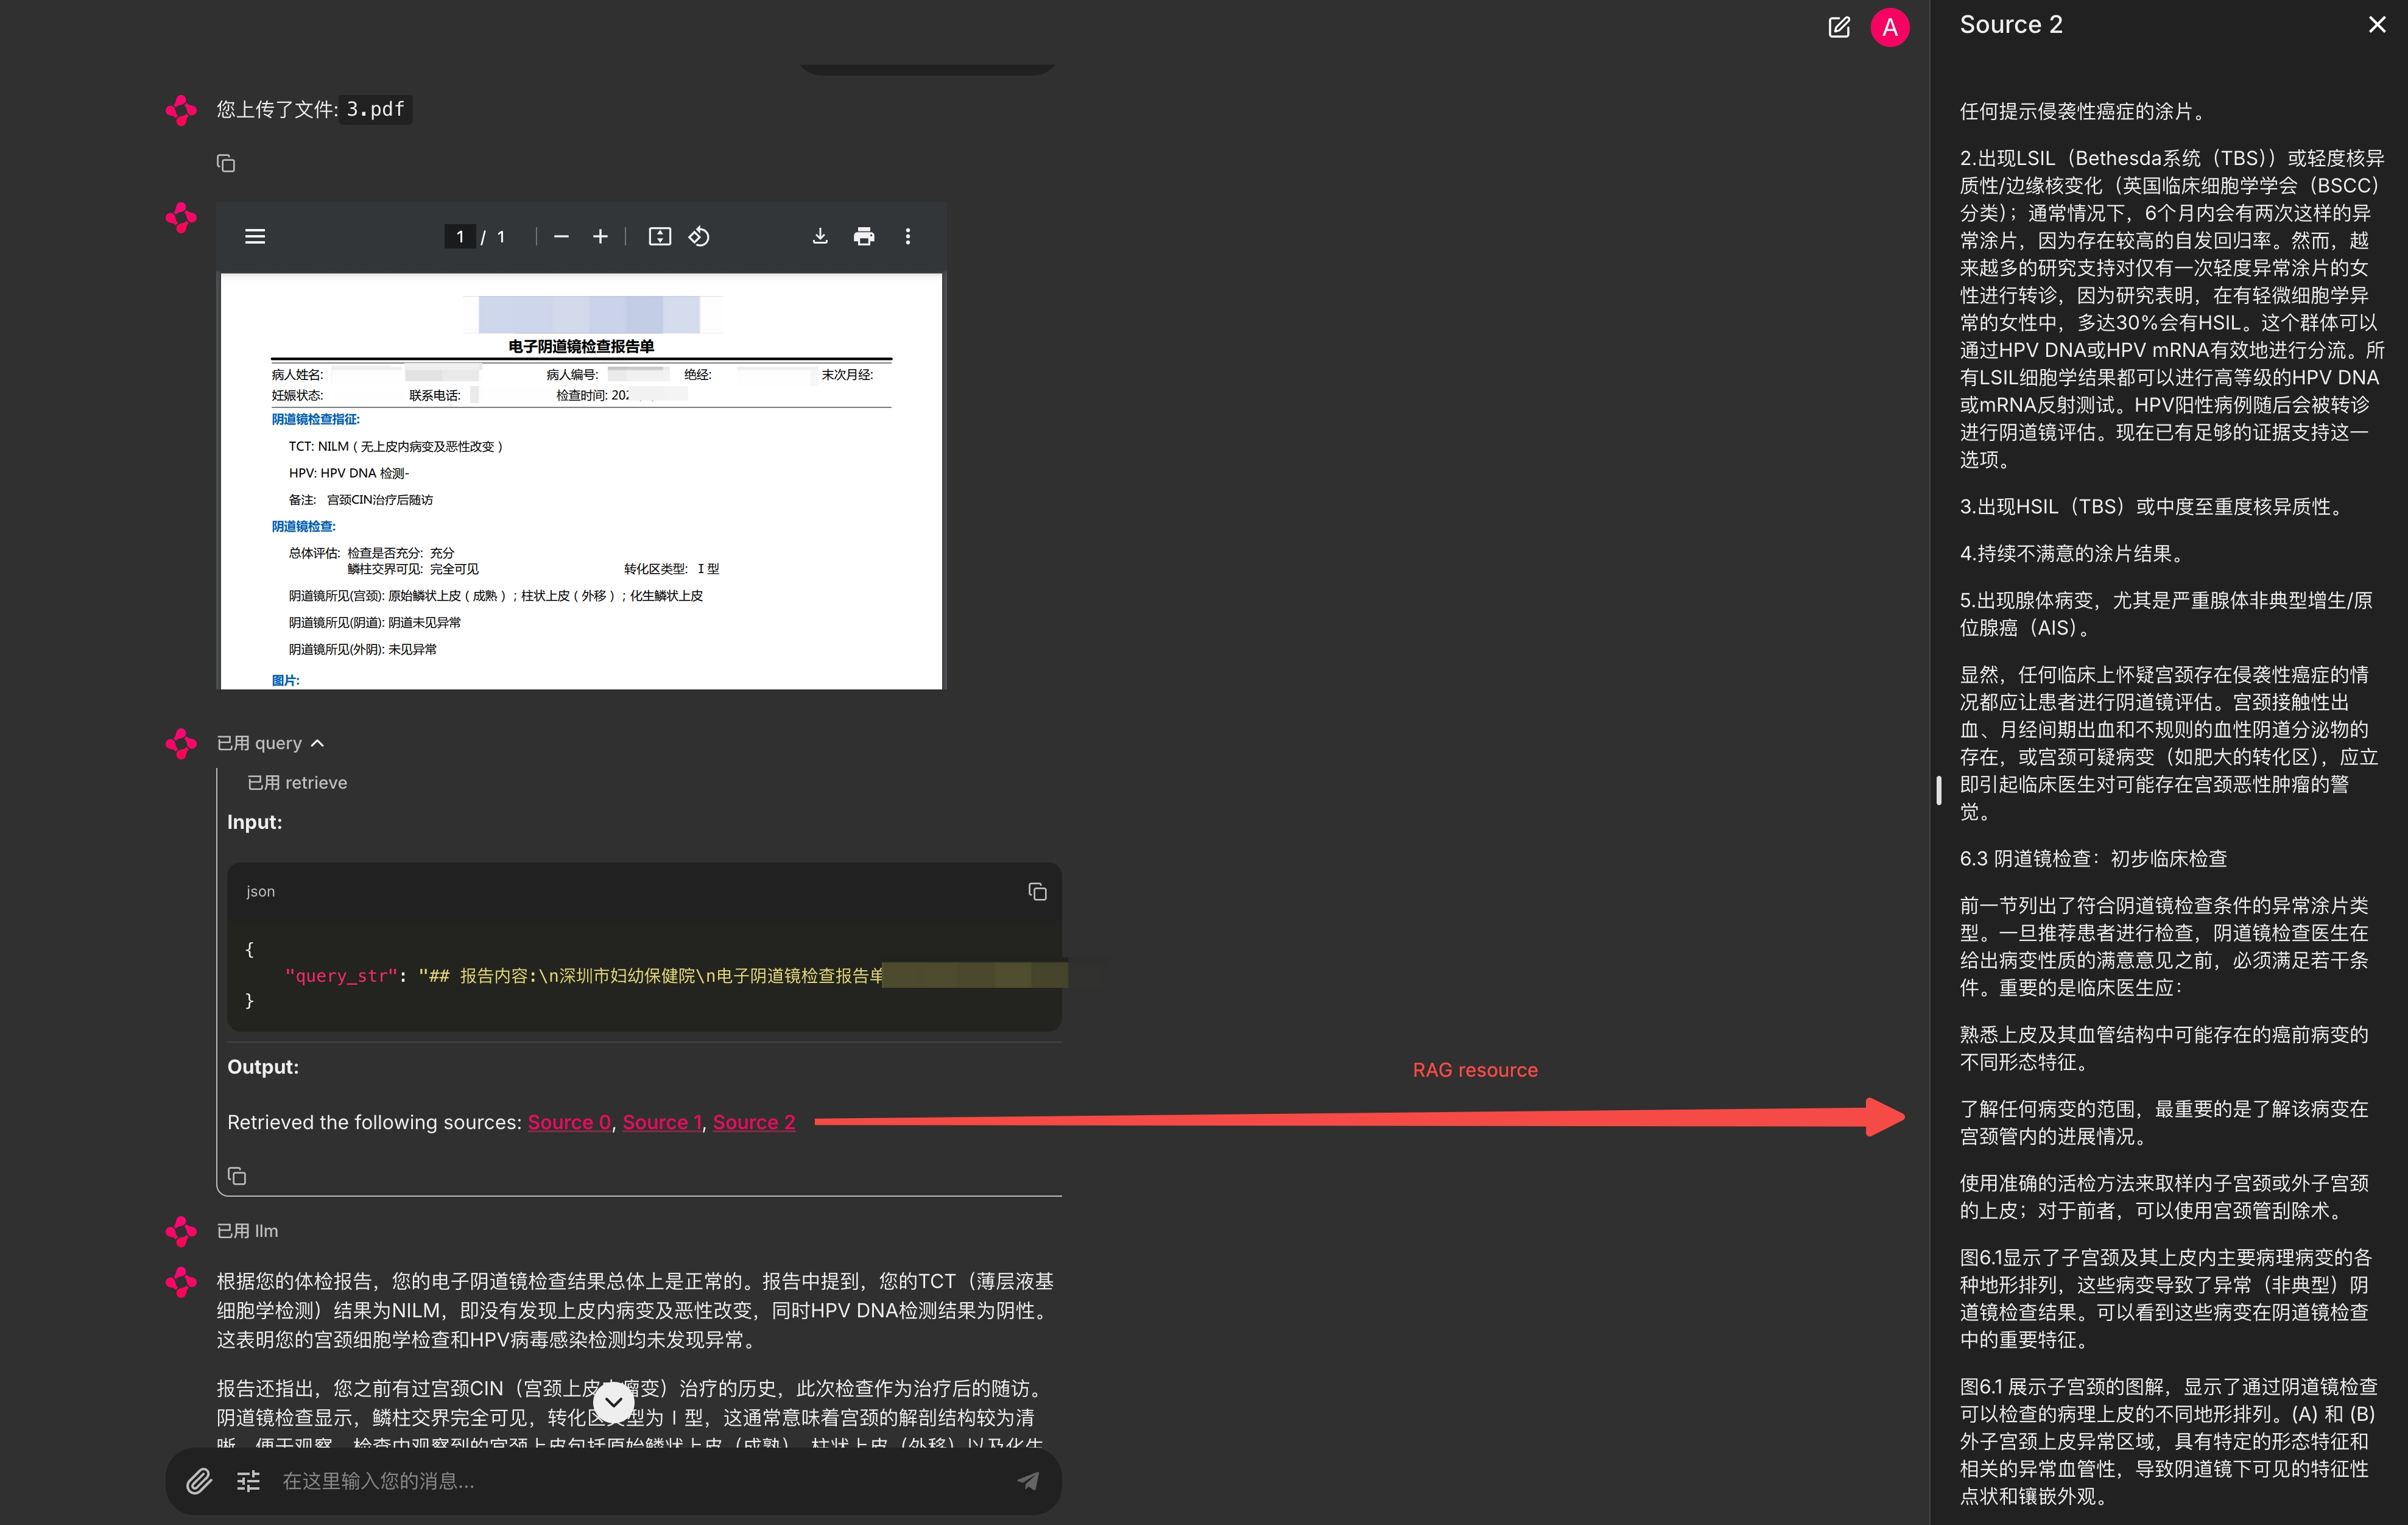 A
您上传了文件: 3.pdf
1 / 1
电子阴道镜检查报告单
病人姓名: 病人编号: 绝经: 末次月经:
妊娠状态: 联系电话: 检查时间: 202
阴道镜检查指征:
TCT: NILM ( 无上皮内病变及恶性改变 )
HPV: HPV DNA 检测-
备注: 宫颈CIN治疗后随访
阴道镜检查:
总体评估: 检查是否充分: 充分
鳞柱交界可见: 完全可见 转化区类型: I 型
阴道镜所见(宫颈): 原始鳞状上皮 ( 成熟 ) ; 柱状上皮 ( 外移 ) ; 化生鳞状上皮
阴道镜所见(阴道): 阴道未见异常
阴道镜所见(外阴): 未见异常
图片:
已用 query
已用 retrieve
Input:
json
{
"query_str": "## 报告内容:\n深圳市妇幼保健院\n电子阴道镜检查报告单
}
Output:
RAG resource
Retrieved the following sources: Source 0, Source 1, Source 2
已用 llm
根据您的体检报告，您的电子阴道镜检查结果总体上是正常的。报告中提到，您的TCT（薄层液基
细胞学检测）结果为NILM，即没有发现上皮内病变及恶性改变，同时HPV DNA检测结果为阴性。
这表明您的宫颈细胞学检查和HPV病毒感染检测均未发现异常。
报告还指出，您之前有过宫颈CIN（宫颈上皮 瘤变）治疗的历史，此次检查作为治疗后的随访。
阴道镜检查显示，鳞柱交界完全可见，转化区 型为 I 型，这通常意味着宫颈的解剖结构较为清
晰，便于观察。检查中观察到的宫颈上皮包括原始鳞状上皮（成熟）、柱状上皮（外移）以及化生
在这里输入您的消息...
Source 2
任何提示侵袭性癌症的涂片。
2.出现LSIL（Bethesda系统（TBS））或轻度核异
质性/边缘核变化（英国临床细胞学学会（BSCC）
分类）；通常情况下，6个月内会有两次这样的异
常涂片，因为存在较高的自发回归率。然而，越
来越多的研究支持对仅有一次轻度异常涂片的女
性进行转诊，因为研究表明，在有轻微细胞学异
常的女性中，多达30%会有HSIL。这个群体可以
通过HPV DNA或HPV mRNA有效地进行分流。所
有LSIL细胞学结果都可以进行高等级的HPV DNA
或mRNA反射测试。HPV阳性病例随后会被转诊
进行阴道镜评估。现在已有足够的证据支持这一
选项。
3.出现HSIL（TBS）或中度至重度核异质性。
4.持续不满意的涂片结果。
5.出现腺体病变，尤其是严重腺体非典型增生/原
位腺癌（AIS）。
显然，任何临床上怀疑宫颈存在侵袭性癌症的情
况都应让患者进行阴道镜评估。宫颈接触性出
血、月经间期出血和不规则的血性阴道分泌物的
存在，或宫颈可疑病变（如肥大的转化区），应立
即引起临床医生对可能存在宫颈恶性肿瘤的警
觉。
6.3 阴道镜检查：初步临床检查
前一节列出了符合阴道镜检查条件的异常涂片类
型。一旦推荐患者进行检查，阴道镜检查医生在
给出病变性质的满意意见之前，必须满足若干条
件。重要的是临床医生应：
熟悉上皮及其血管结构中可能存在的癌前病变的
不同形态特征。
了解任何病变的范围，最重要的是了解该病变在
宫颈管内的进展情况。
使用准确的活检方法来取样内子宫颈或外子宫颈
的上皮；对于前者，可以使用宫颈管刮除术。
图6.1显示了子宫颈及其上皮内主要病理病变的各
种地形排列，这些病变导致了异常（非典型）阴
道镜检查结果。可以看到这些病变在阴道镜检查
中的重要特征。
图6.1 展示子宫颈的图解，显示了通过阴道镜检查
可以检查的病理上皮的不同地形排列。(A) 和 (B)
外子宫颈上皮异常区域，具有特定的形态特征和
相关的异常血管性，导致阴道镜下可见的特征性
点状和镶嵌外观。